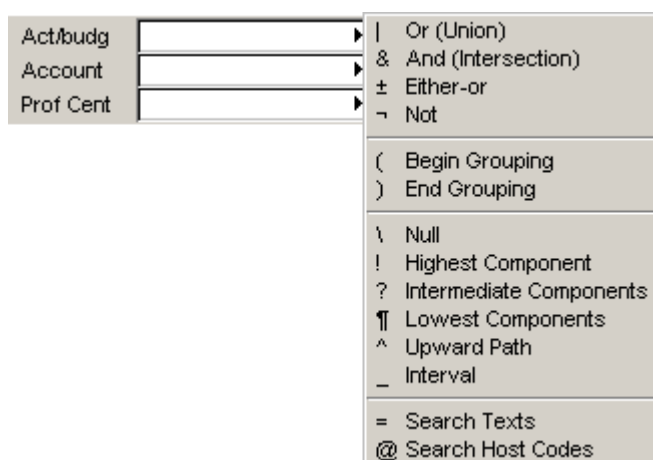 Act/budg
Account
Prof Cent
| Or (Union)
& And (Intersection)
± Either-or
¬ Not
( Begin Grouping
) End Grouping
\ Null
! Highest Component
? Intermediate Components
¶ Lowest Components
^ Upward Path
_ Interval
= Search Texts
@ Search Host Codes